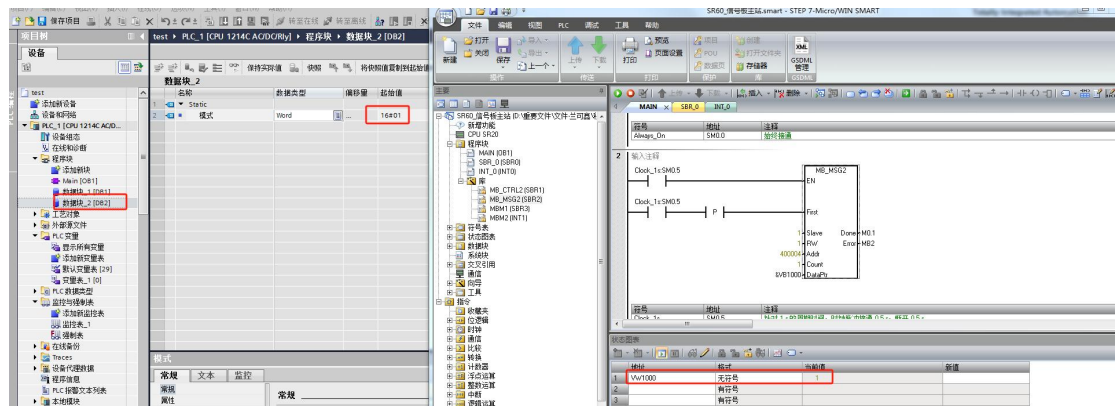 保存项目
转至在线
转至离线
项目树
设备
test
添加新设备
设备和网络
PLC_1 [CPU 1214C AC/D...
设备组态
在线和诊断
程序块
添加新块
Main [OB1]
数据块_1 [DB1]
数据块_2 [DB2]
工艺对象
外部源文件
PLC 变量
显示所有变量
添加新变量表
默认变量表 [29]
变量表_1 [0]
PLC 数据类型
监控与强制表
添加新监控表
监控表_1
强制表
在线备份
Traces
设备代理数据
程序信息
PLC 报警文本列表
本地模块
test ▸ PLC_1 [CPU 1214C AC/DC/Rly] ▸ 程序块 ▸ 数据块_2 [DB2]
保持实际值 快照 将快照值复制到起始值
数据块_2
名称 数据类型 偏移量 起始值
1 Static
2 模式 Word ... 16#01
模式
常规 文本 监控
常规
属性
常规
SR60_信号板主站.smart - STEP 7-Micro/WIN SMART
文件 编辑 视图 PLC 调试 工具 帮助
新建 打开 关闭 保存 导入 导出 上一个 上传 下载 打印 预览 页面设置 项目 POU 数据页 创建 打开文件夹 存储器 XML GSDML 管理
操作 传送 打印 保护 库 GSDML
主要
新增功能
CPU SR20
程序块
MAIN (OB1)
SBR_0 (SBR0)
INT_0 (INT0)
库
MB_CTRL2 (SBR1)
MB_MSG2 (SBR2)
MBM1 (SBR3)
MBM2 (INT1)
符号表
状态图表
数据块
系统块
交叉引用
通信
向导
工具
指令
收藏夹
位逻辑
时钟
通信
比较
转换
计数器
浮点运算
整数运算
中断
逻辑运算
上传 下载 插入 删除
MAIN × SBR_0 INT_0
符号 地址 注释
Always_On SM0.0 始终接通
2 输入注释
Clock_1s:SM0.5 MB_MSG2
EN
Clock_1s:SM0.5
P First
1 Slave Done M0.1
1 RW Error MB2
400004 Addr
1 Count
&VB1000 DataPtr
符号 地址 注释
Clock_1s SM0.5
状态图表
地址 格式 当前值 新值
1 VW1000 无符号 1
2 有符号
3 有符号